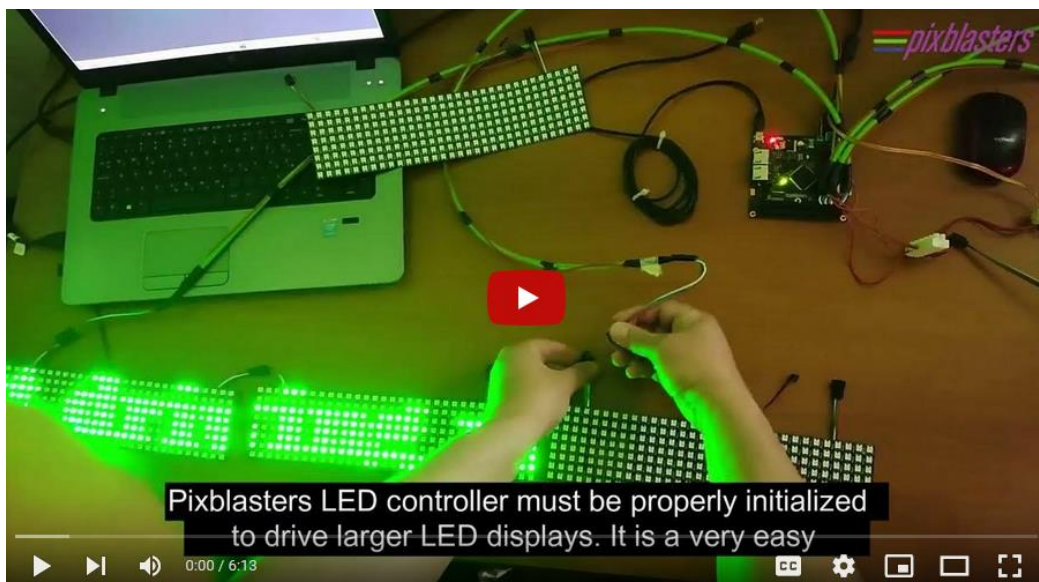 pixblasters
Pixblasters LED controller must be properly initialized
to drive larger LED displays. It is a very easy
0:00 / 6:13
CC